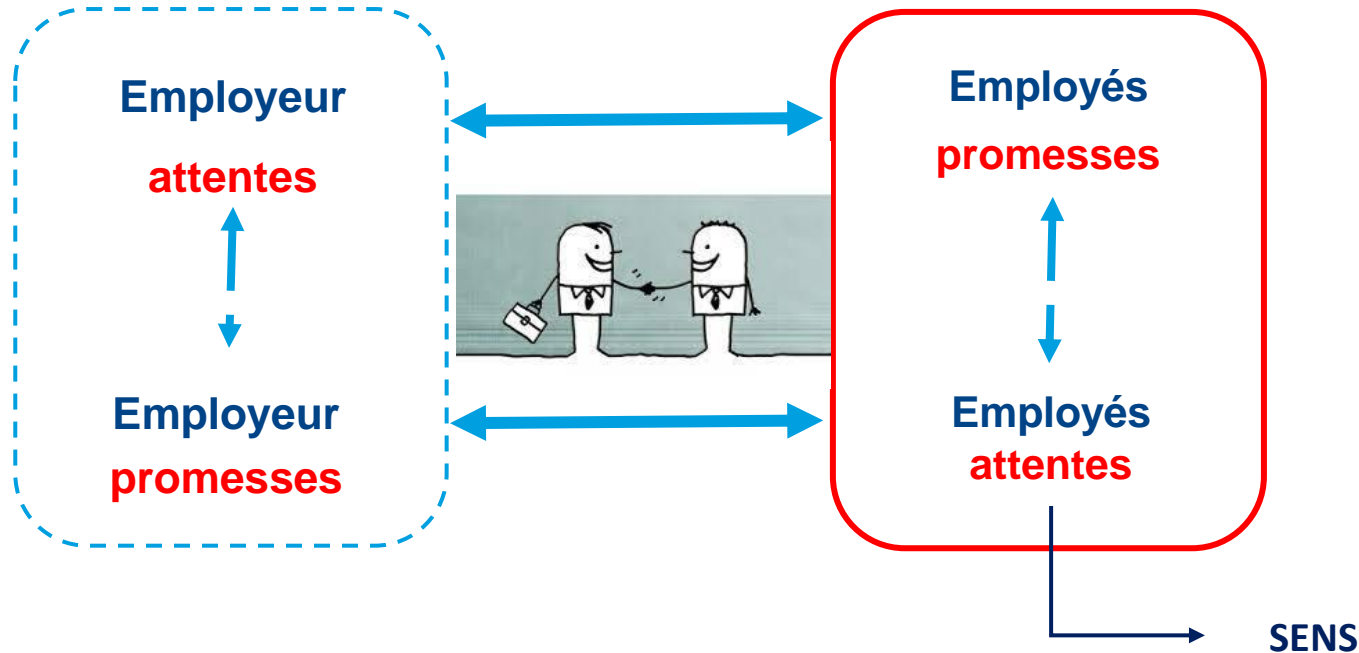 Employeur
attentes
Employeur
promesses
Employés
promesses
Employés
attentes
SENS